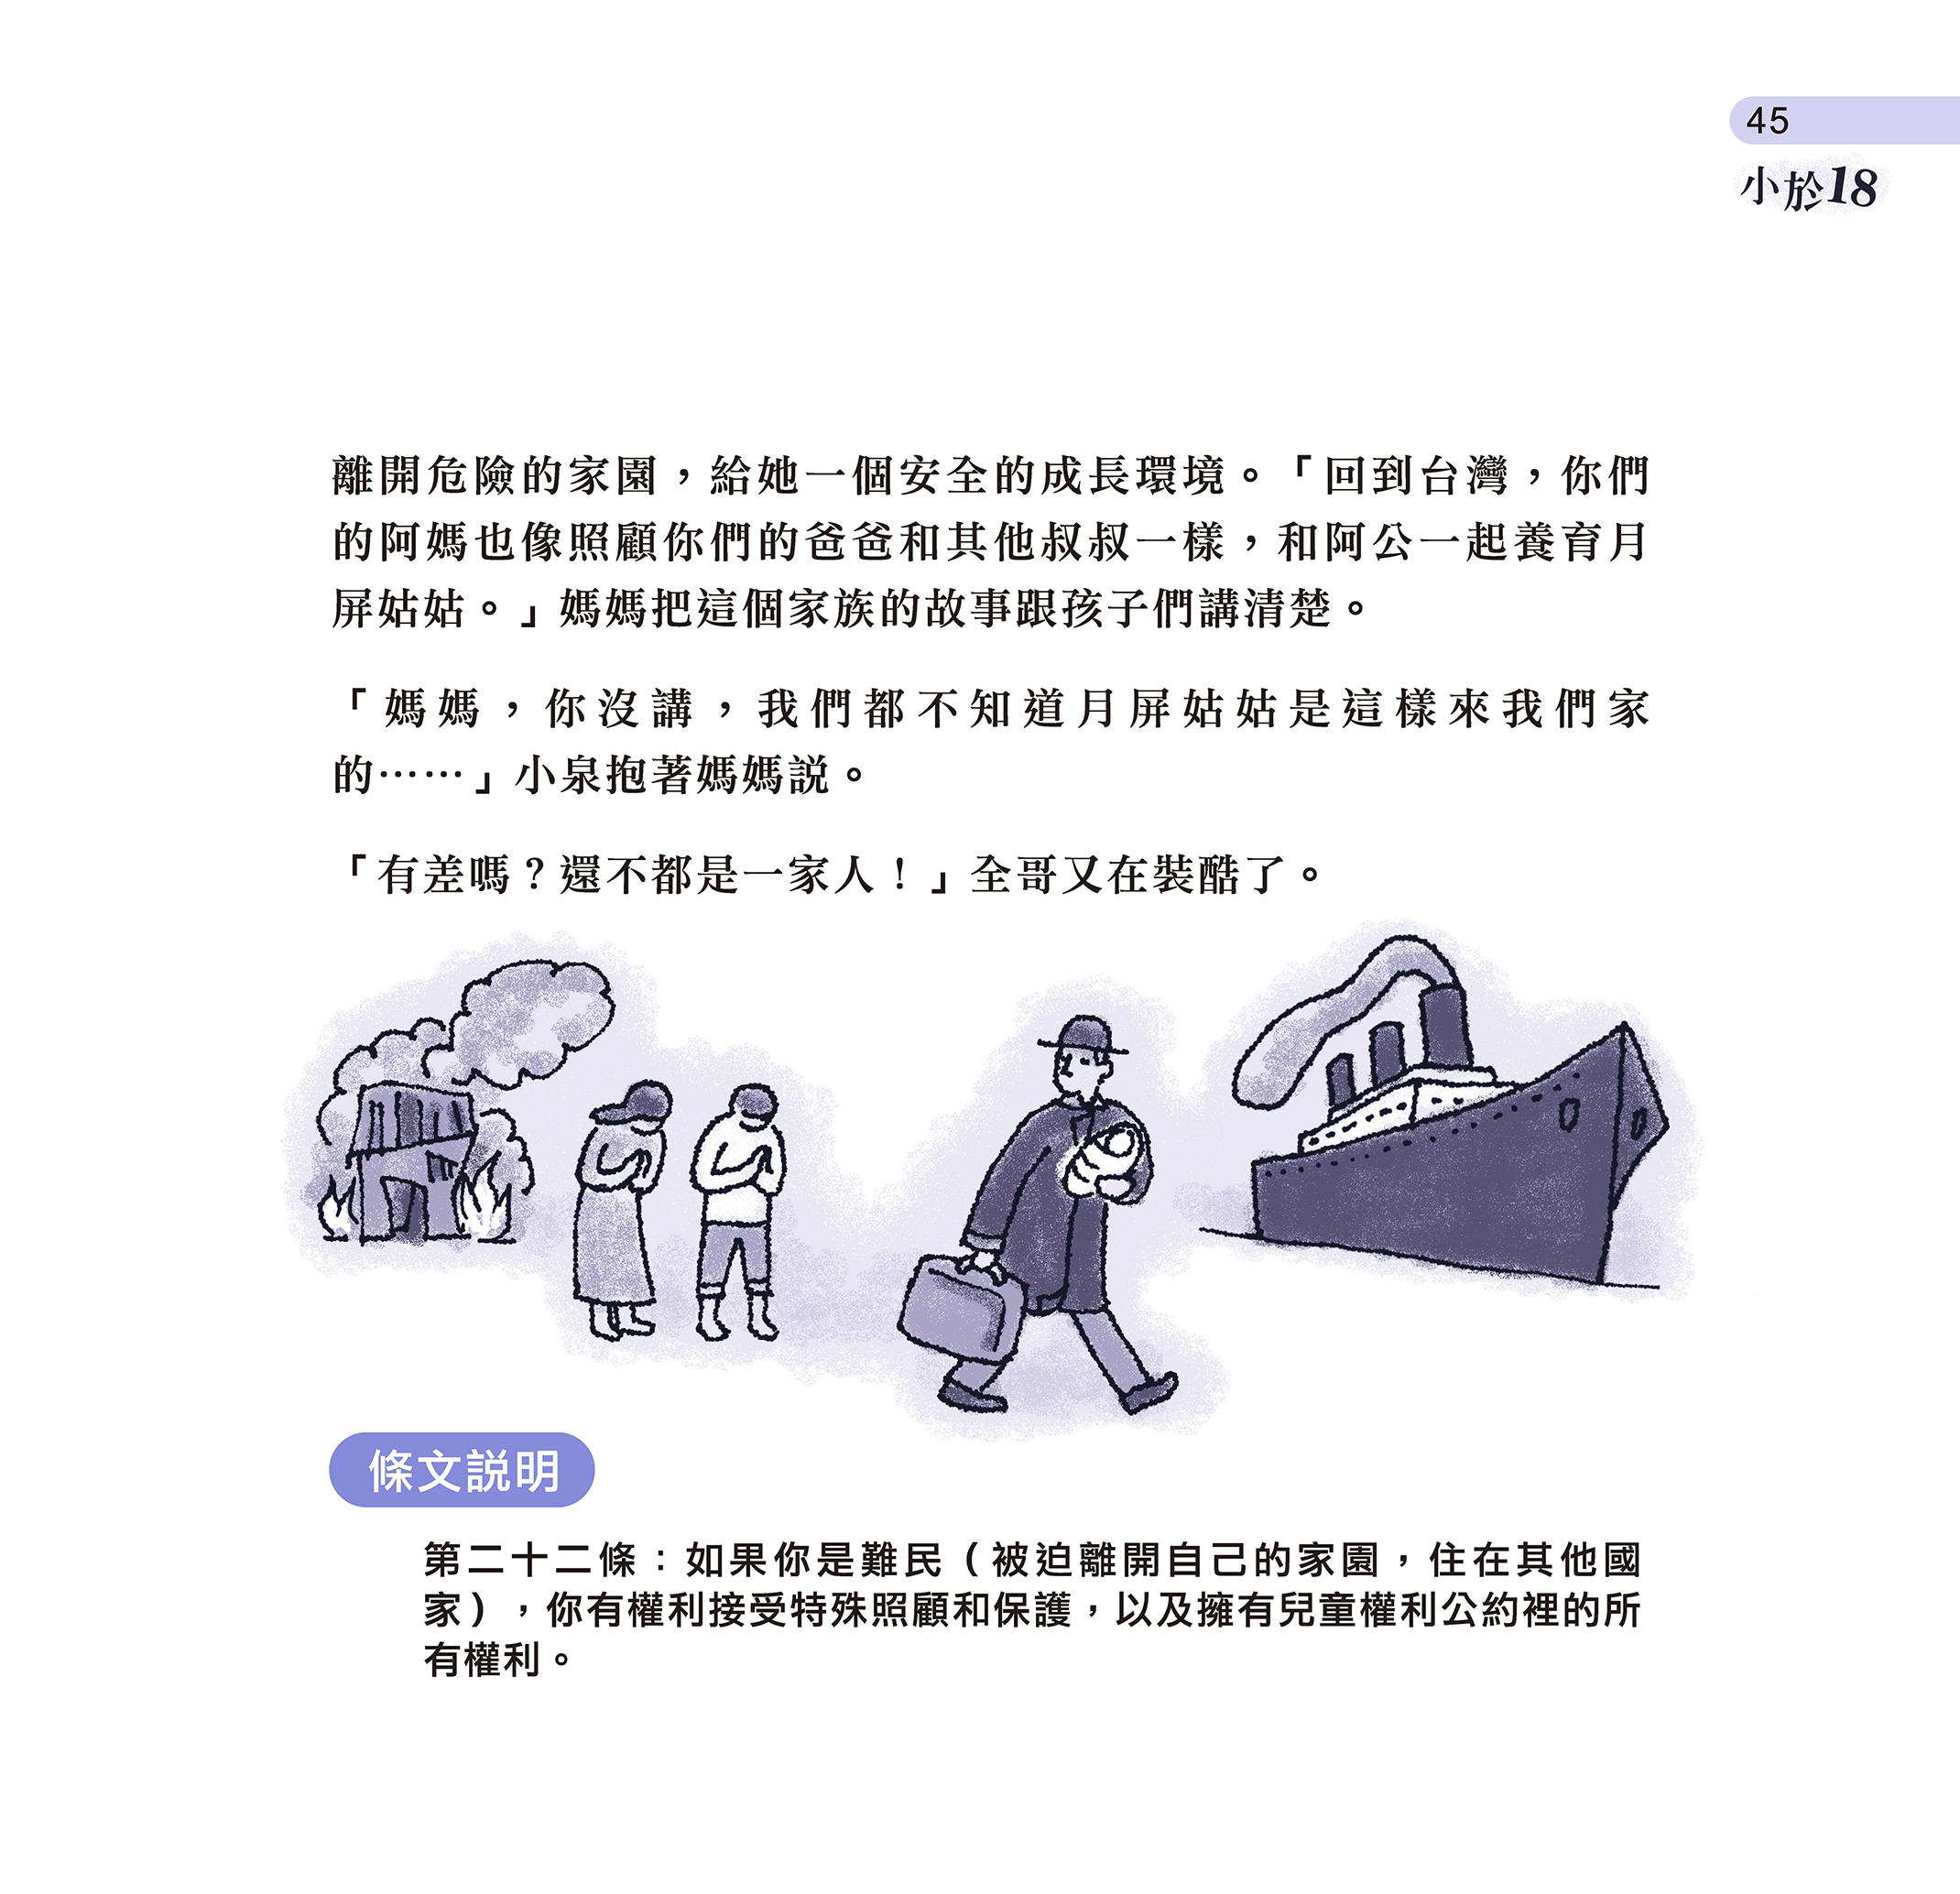 45
小於18
離開危險的家園，給她一個安全的成長環境。「回到台灣，你們
的阿媽也像照顧你們的爸爸和其他叔叔一樣，和阿公一起養育月
屏姑姑。」媽媽把這個家族的故事跟孩子們講清楚。
「媽媽，你沒講，我們都不知道月屏姑姑是這樣來我們家
的⋯⋯」小泉抱著媽媽説。
「有差嗎？還不都是一家人！」全哥又在裝酷了。
條文説明
第二十二條：如果你是難民（被迫離開自己的家園，住在其他國
家），你有權利接受特殊照顧和保護，以及擁有兒童權利公約裡的所
有權利。